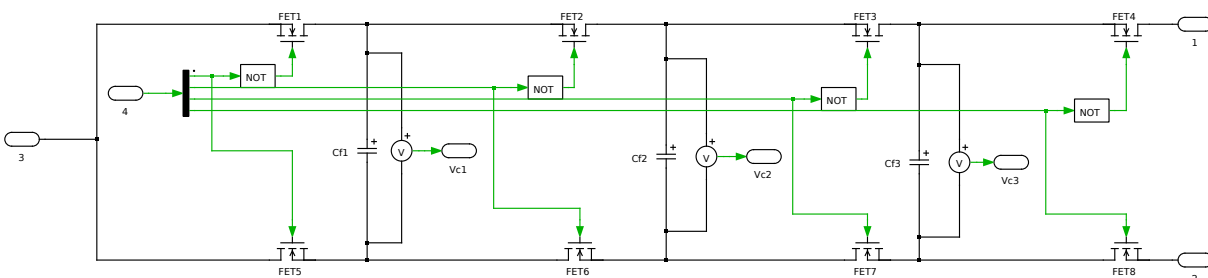 FET1
FET2
FET3
FET4
1
NOT
NOT
NOT
NOT
4
3
Cf1
+
+
V
Vc1
Cf2
+
+
V
Vc2
Cf3
+
+
V
Vc3
FET5
FET6
FET7
FET8